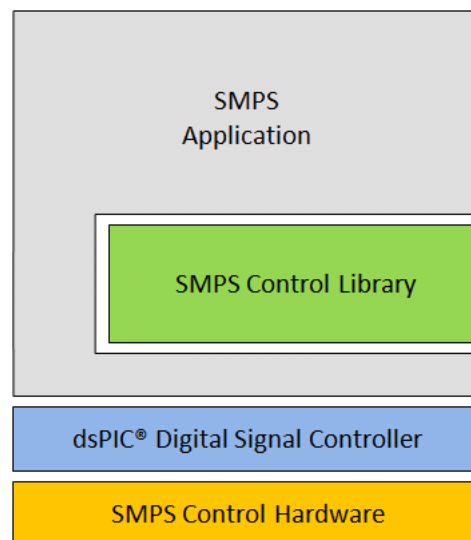 SMPS
Application
SMPS Control Library
dsPIC® Digital Signal Controller
SMPS Control Hardware